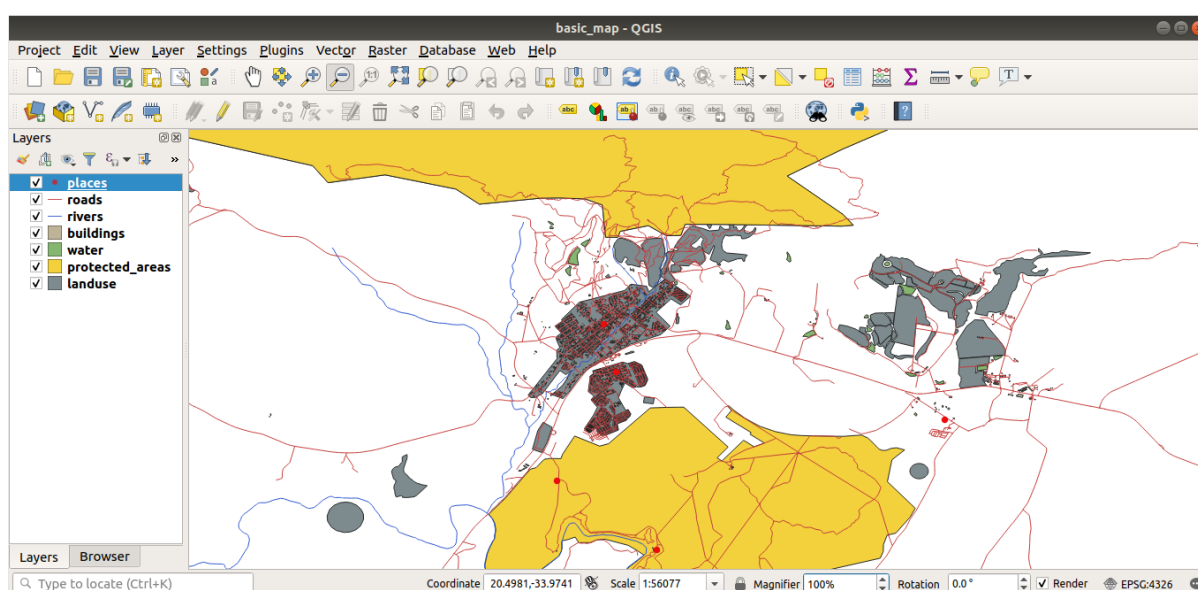 basic_map - QGIS
Project Edit View Layer Settings Plugins Vector Raster Database Web Help
Layers
places
roads
rivers
buildings
water
protected_areas
landuse
Layers Browser
Type to locate (Ctrl+K) Coordinate 20.4981,-33.9741 Scale 1:56077 Magnifier 100% Rotation 0.0° Render EPSG:4326